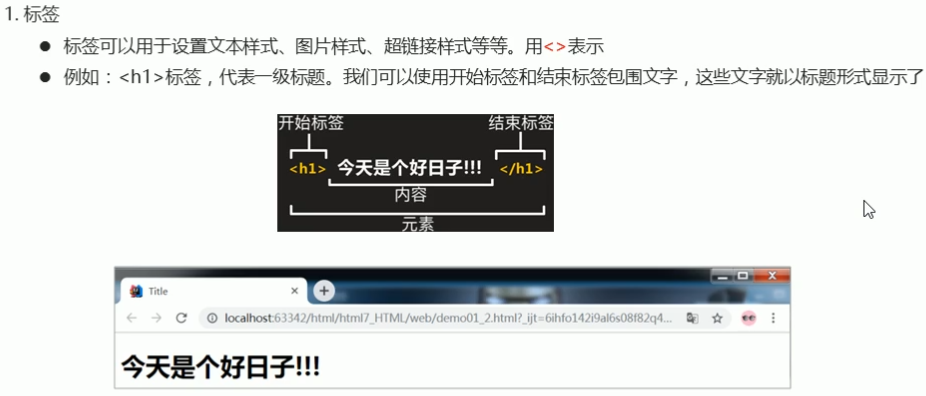 1. 标签
● 标签可以用于设置文本样式、图片样式、超链接样式等等。用<>表示
● 例如：<h1>标签，代表一级标题。我们可以使用开始标签和结束标签包围文字，这些文字就以标题形式显示了
开始标签 结束标签
<h1> 今天是个好日子!!! </h1>
内容
元素
Title
localhost:63342/html/html7_HTML/web/demo01_2.html?_ijt=6ihfo142i9al6s08f82q4...
今天是个好日子!!!